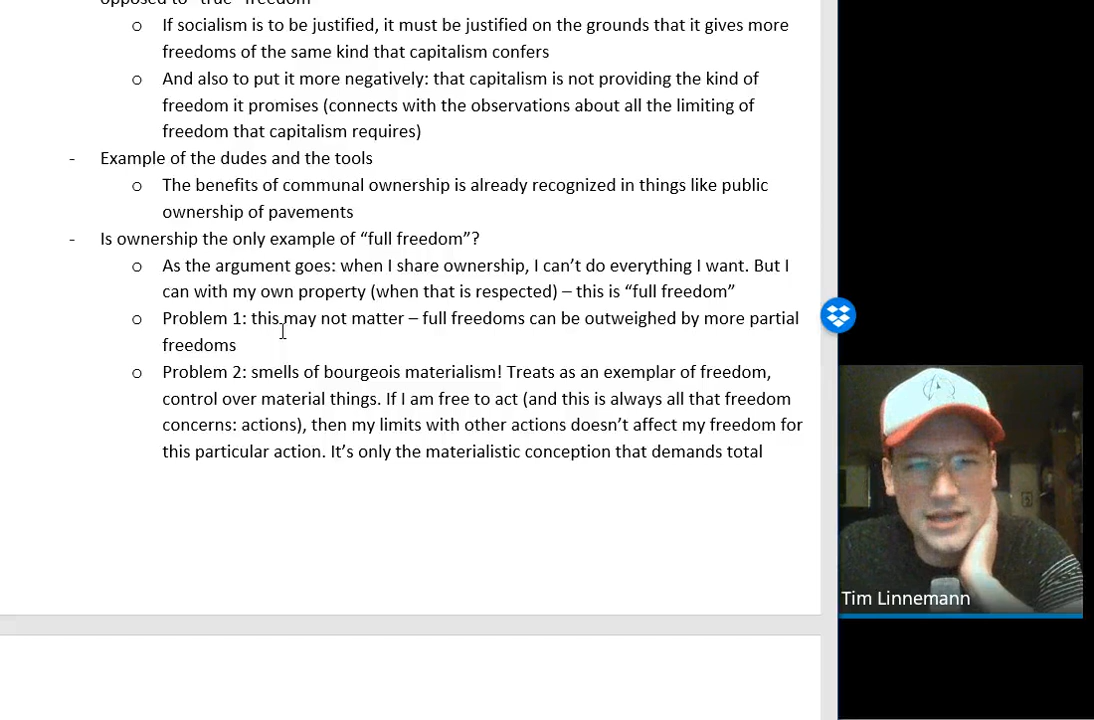 opposed to "true" freedom
o If socialism is to be justified, it must be justified on the grounds that it gives more
freedoms of the same kind that capitalism confers
o And also to put it more negatively: that capitalism is not providing the kind of
freedom it promises (connects with the observations about all the limiting of
freedom that capitalism requires)
- Example of the dudes and the tools
o The benefits of communal ownership is already recognized in things like public
ownership of pavements
- Is ownership the only example of “full freedom”?
o As the argument goes: when I share ownership, I can’t do everything I want. But I
can with my own property (when that is respected) – this is “full freedom”
o Problem 1: this may not matter – full freedoms can be outweighed by more partial
freedoms
o Problem 2: smells of bourgeois materialism! Treats as an exemplar of freedom,
control over material things. If I am free to act (and this is always all that freedom
concerns: actions), then my limits with other actions doesn’t affect my freedom for
this particular action. It’s only the materialistic conception that demands total
Tim Linnemann